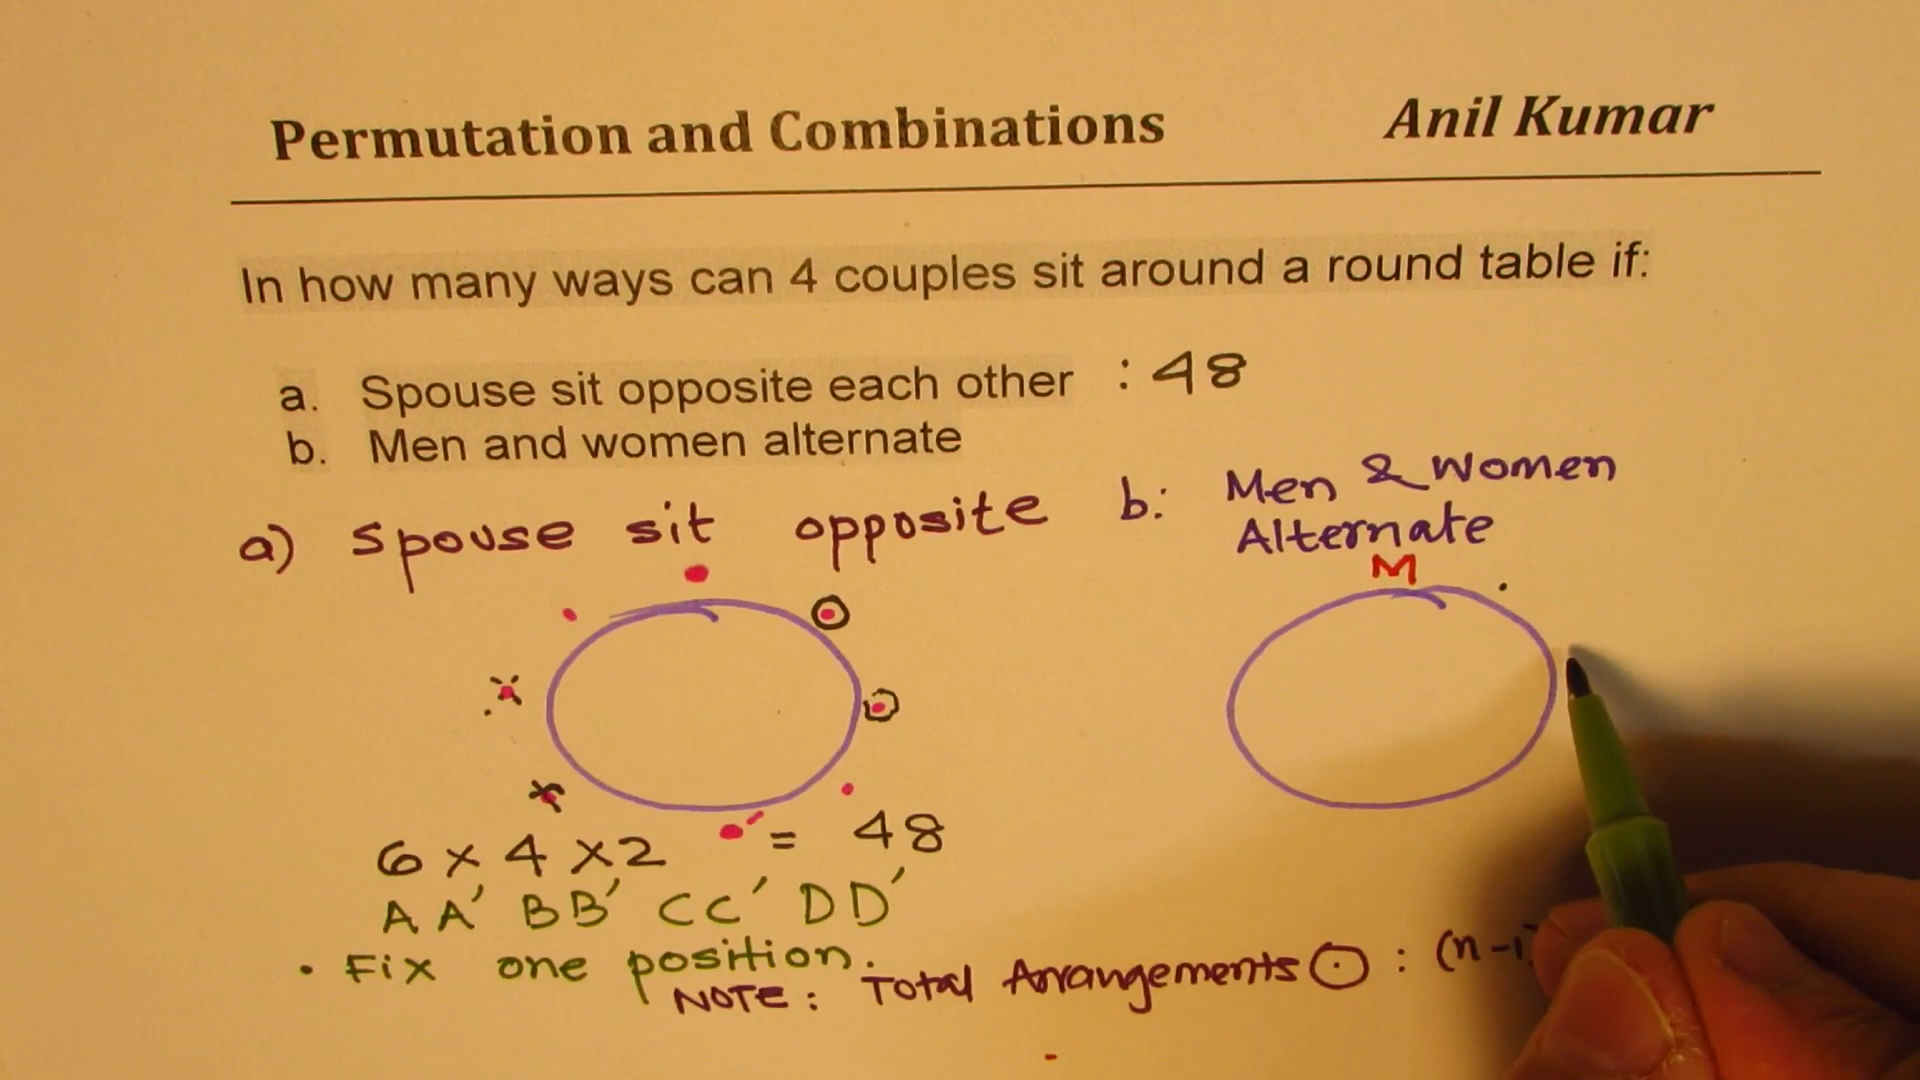 Permutation and Combinations Anil Kumar
In how many ways can 4 couples sit around a round table if:
a. Spouse sit opposite each other : 48
b. Men and women alternate
a) Spouse sit opposite
b: Men & Women
Alternate
M
6 × 4 × 2 = 48
A A' B B' C C' D D'
• Fix one position.
NOTE: Total Arrangements ⊙ : (n-1